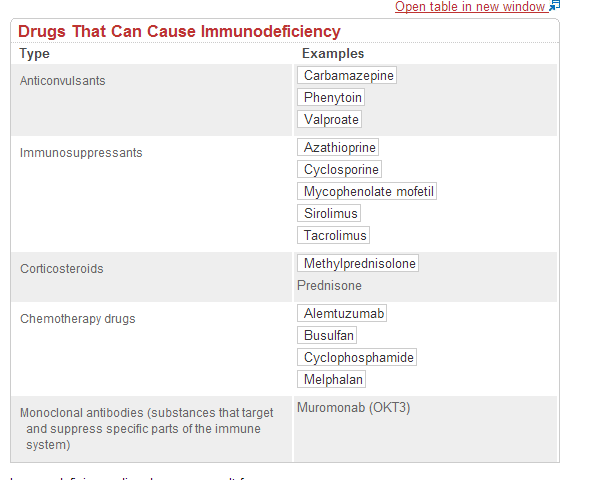 Open table in new window
Drugs That Can Cause Immunodeficiency
Type Examples
Anticonvulsants
Carbamazepine
Phenytoin
Valproate
Immunosuppressants
Azathioprine
Cyclosporine
Mycophenolate mofetil
Sirolimus
Tacrolimus
Corticosteroids
Methylprednisolone
Prednisone
Chemotherapy drugs
Alemtuzumab
Busulfan
Cyclophosphamide
Melphalan
Monoclonal antibodies (substances that target
and suppress specific parts of the immune
system)
Muromonab (OKT3)